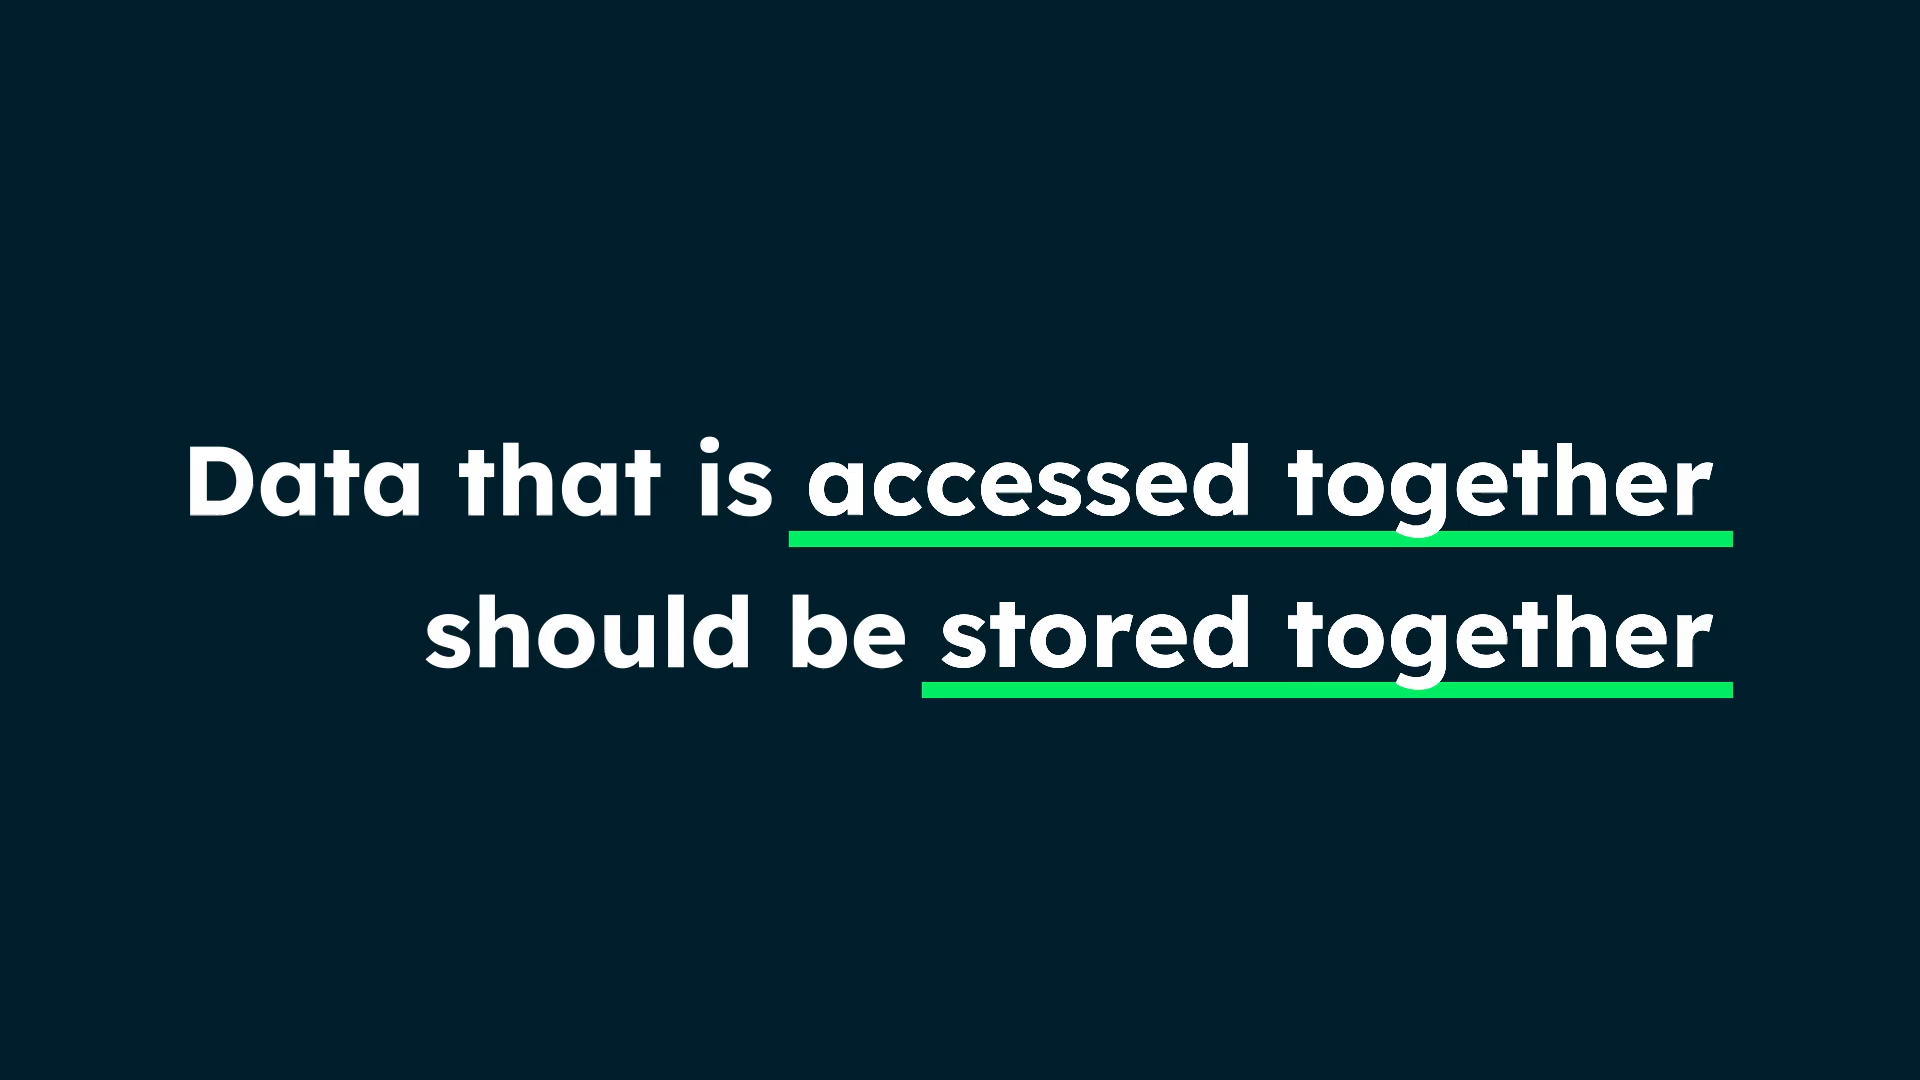 Data that is accessed together
should be stored together